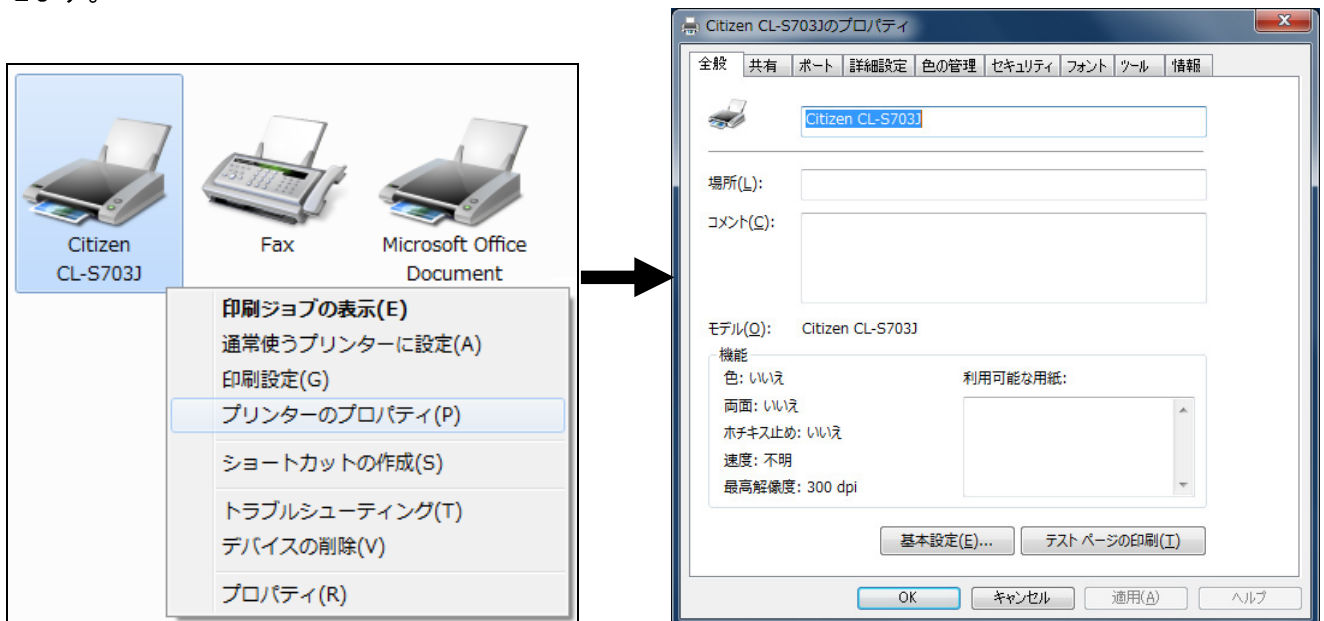 Citizen
CL-S703J
Fax
Microsoft Office
Document
印刷ジョブの表示(E)
通常使うプリンターに設定(A)
印刷設定(G)
プリンターのプロパティ(P)
ショートカットの作成(S)
トラブルシューティング(T)
デバイスの削除(V)
プロパティ(R)
Citizen CL-S703Jのプロパティ
全般 共有 ポート 詳細設定 色の管理 セキュリティ フォント ツール 情報
Citizen CL-S703J
場所(L):
コメント(C):
モデル(O): Citizen CL-S703J
機能
色: いいえ 利用可能な用紙:
両面: いいえ
ホチキス止め: いいえ
速度: 不明
最高解像度: 300 dpi
基本設定(E)... テスト ページの印刷(T)
OK キャンセル 適用(A) ヘルプ